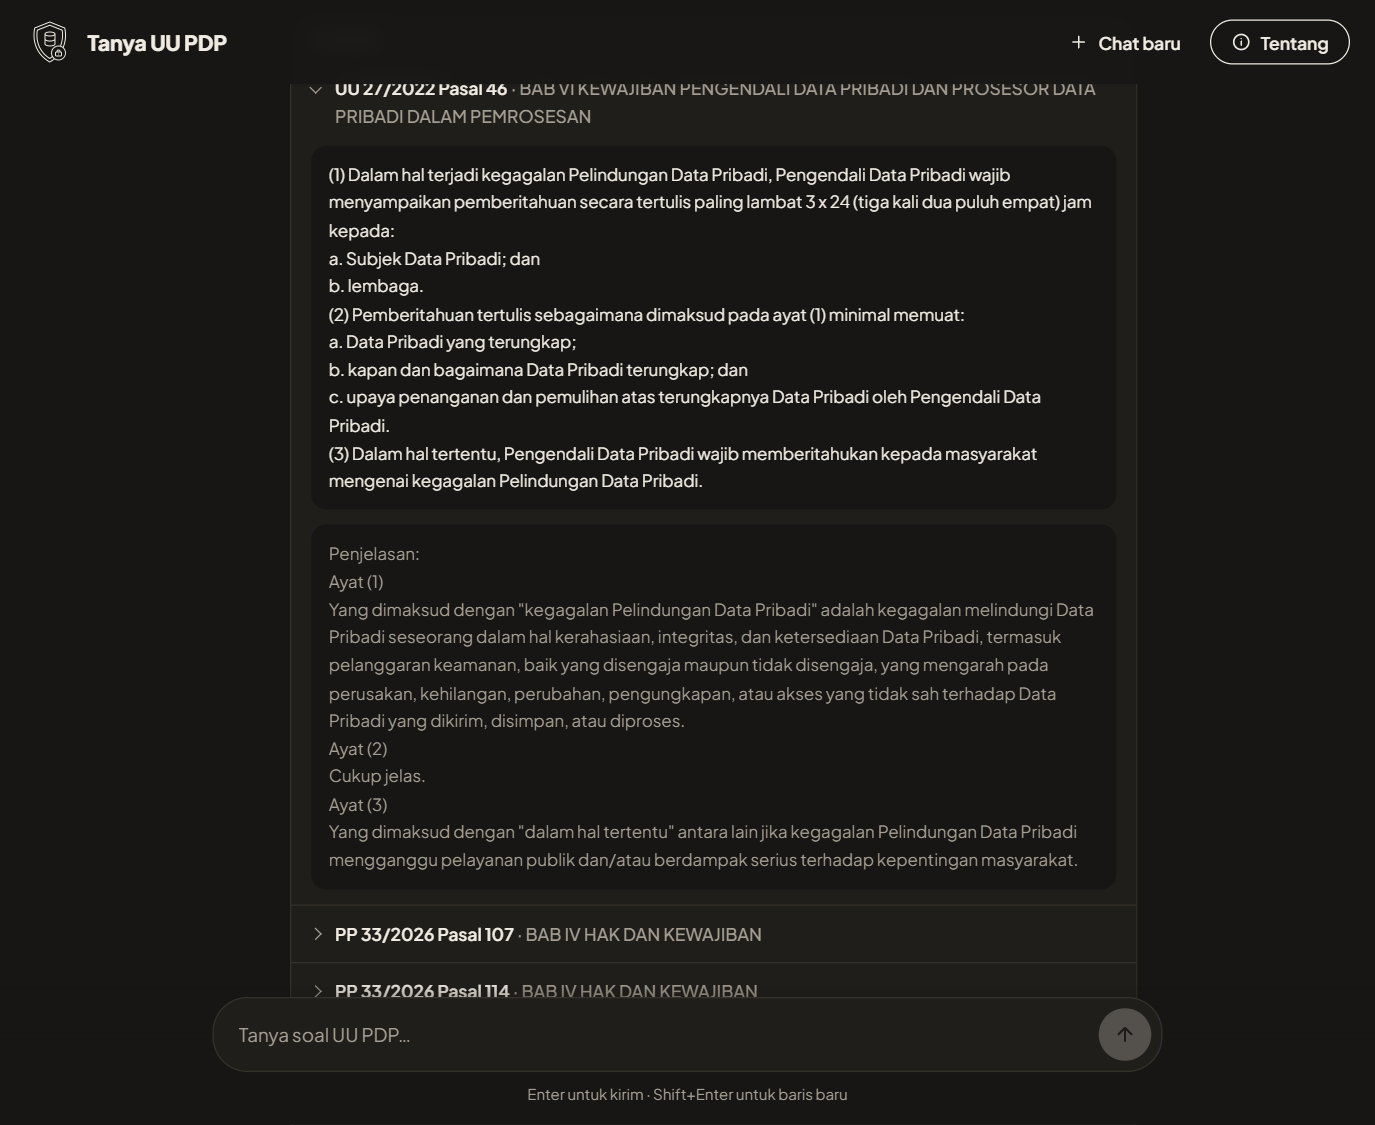 Tanya UU PDP
Chat baru
Tentang
UU 27/2022 Pasal 46 · BAB VI KEWAJIBAN PENGENDALI DATA PRIBADI DAN PROSESOR DATA
PRIBADI DALAM PEMROSESAN
(1) Dalam hal terjadi kegagalan Pelindungan Data Pribadi, Pengendali Data Pribadi wajib
menyampaikan pemberitahuan secara tertulis paling lambat 3 x 24 (tiga kali dua puluh empat) jam
kepada:
a. Subjek Data Pribadi; dan
b. lembaga.
(2) Pemberitahuan tertulis sebagaimana dimaksud pada ayat (1) minimal memuat:
a. Data Pribadi yang terungkap;
b. kapan dan bagaimana Data Pribadi terungkap; dan
c. upaya penanganan dan pemulihan atas terungkapnya Data Pribadi oleh Pengendali Data
Pribadi.
(3) Dalam hal tertentu, Pengendali Data Pribadi wajib memberitahukan kepada masyarakat
mengenai kegagalan Pelindungan Data Pribadi.
Penjelasan:
Ayat (1)
Yang dimaksud dengan "kegagalan Pelindungan Data Pribadi" adalah kegagalan melindungi Data
Pribadi seseorang dalam hal kerahasiaan, integritas, dan ketersediaan Data Pribadi, termasuk
pelanggaran keamanan, baik yang disengaja maupun tidak disengaja, yang mengarah pada
perusakan, kehilangan, perubahan, pengungkapan, atau akses yang tidak sah terhadap Data
Pribadi yang dikirim, disimpan, atau diproses.
Ayat (2)
Cukup jelas.
Ayat (3)
Yang dimaksud dengan "dalam hal tertentu" antara lain jika kegagalan Pelindungan Data Pribadi
mengganggu pelayanan publik dan/atau berdampak serius terhadap kepentingan masyarakat.
PP 33/2026 Pasal 107 · BAB IV HAK DAN KEWAJIBAN
PP 33/2026 Pasal 114 · BAB IV HAK DAN KEWAJIBAN
Tanya soal UU PDP...
Enter untuk kirim · Shift+Enter untuk baris baru